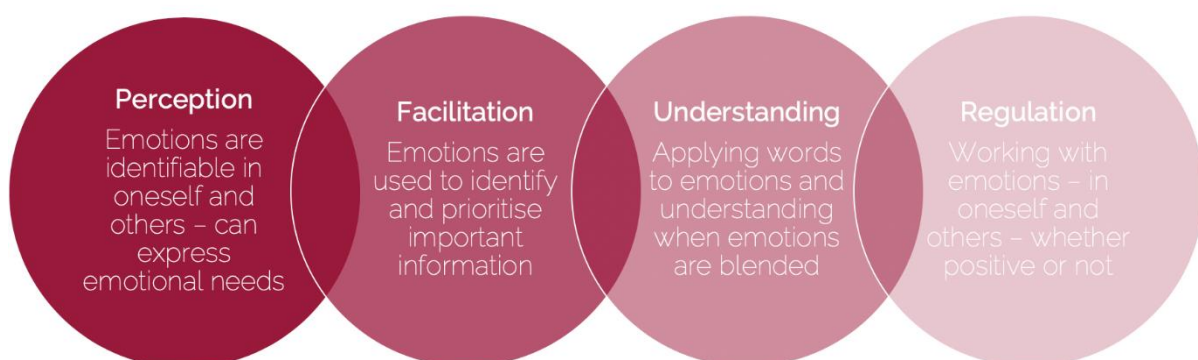 Perception
Emotions are
identifiable in
oneself and
others – can
express
emotional needs
Facilitation
Emotions are
used to identify
and prioritise
important
information
Understanding
Applying words
to emotions and
understanding
when emotions
are blended
Regulation
Working with
emotions – in
oneself and
others – whether
positive or not